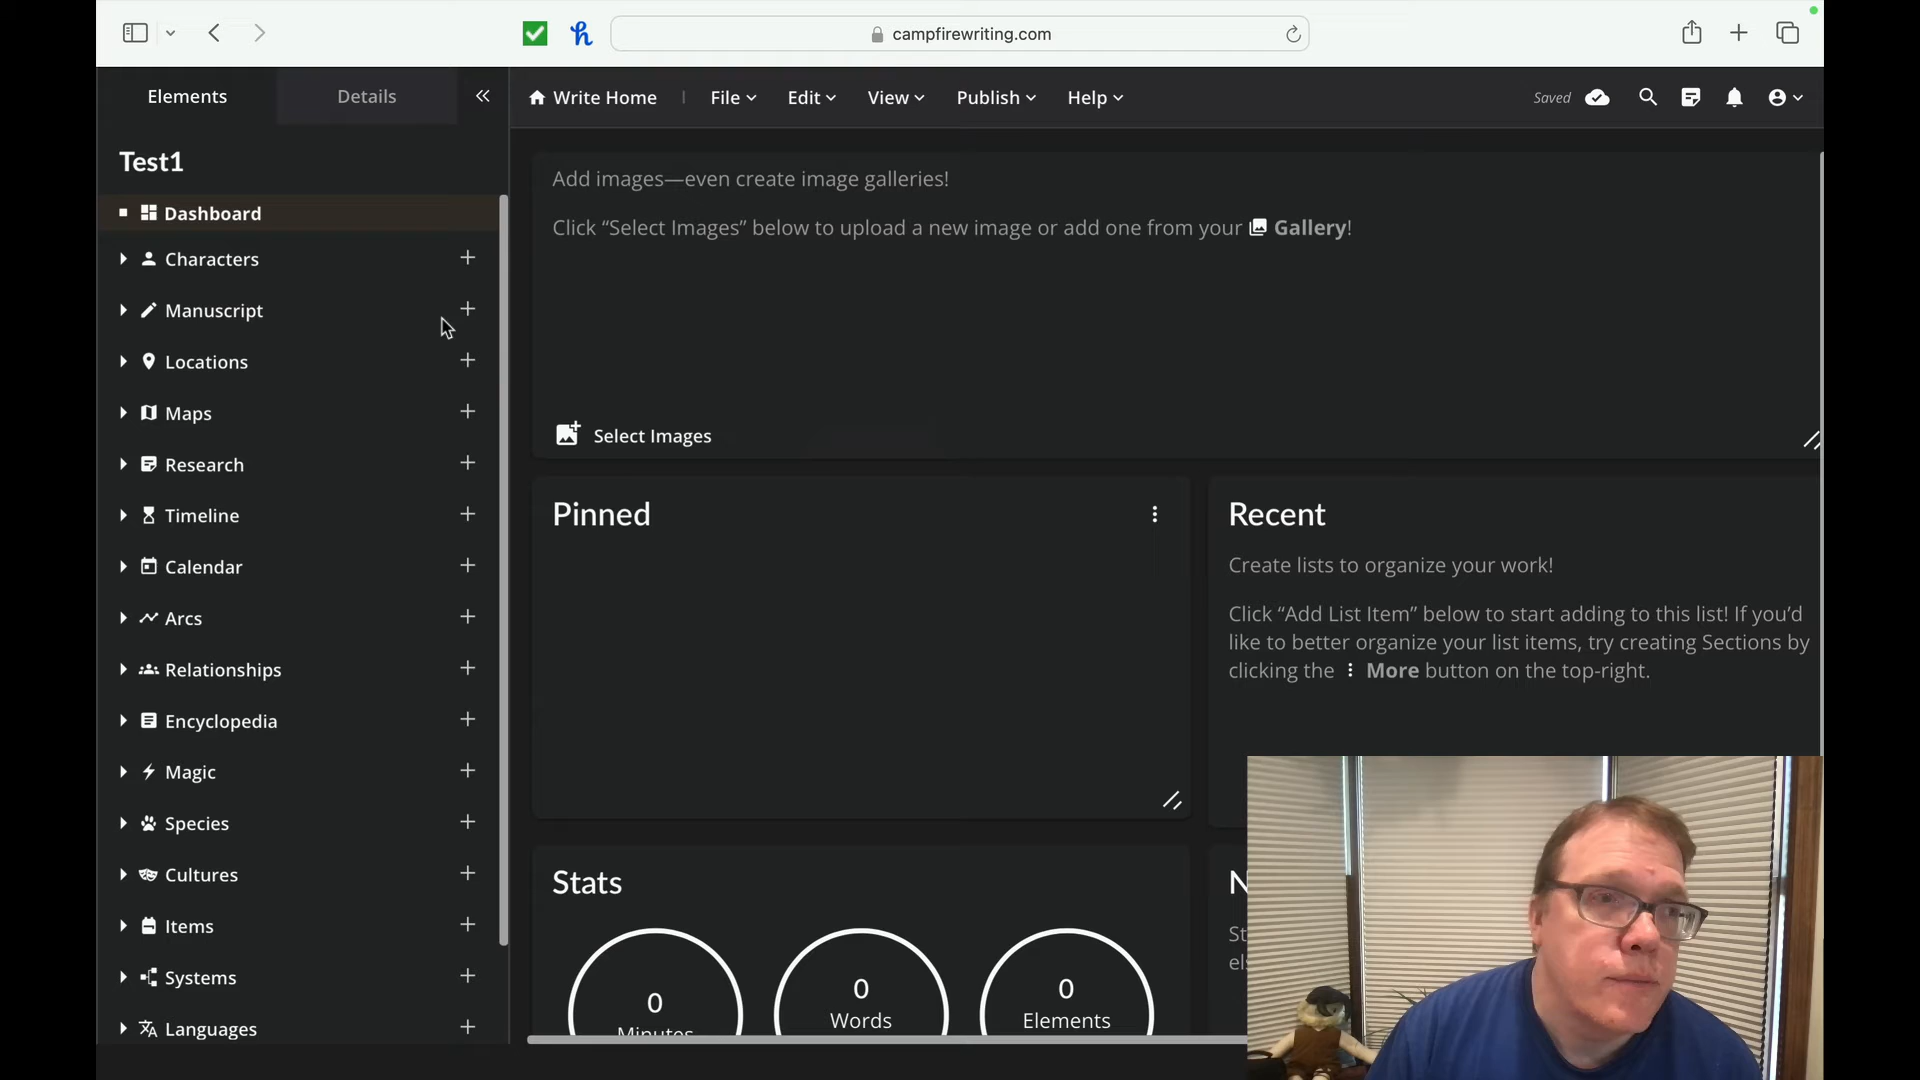 campfirewriting.com
Elements
Details
Write Home
File
Edit
View
Publish
Help
Saved
Test1
Dashboard
Characters
Manuscript
Locations
Maps
Research
Timeline
Calendar
Arcs
Relationships
Encyclopedia
Magic
Species
Cultures
Items
Systems
Languages
Add images—even create image galleries!
Click “Select Images” below to upload a new image or add one from your Gallery!
Select Images
Pinned
Recent
Create lists to organize your work!
Click “Add List Item” below to start adding to this list! If you’d
like to better organize your list items, try creating Sections by
clicking the More button on the top-right.
Stats
0
Minutes
0
Words
0
Elements